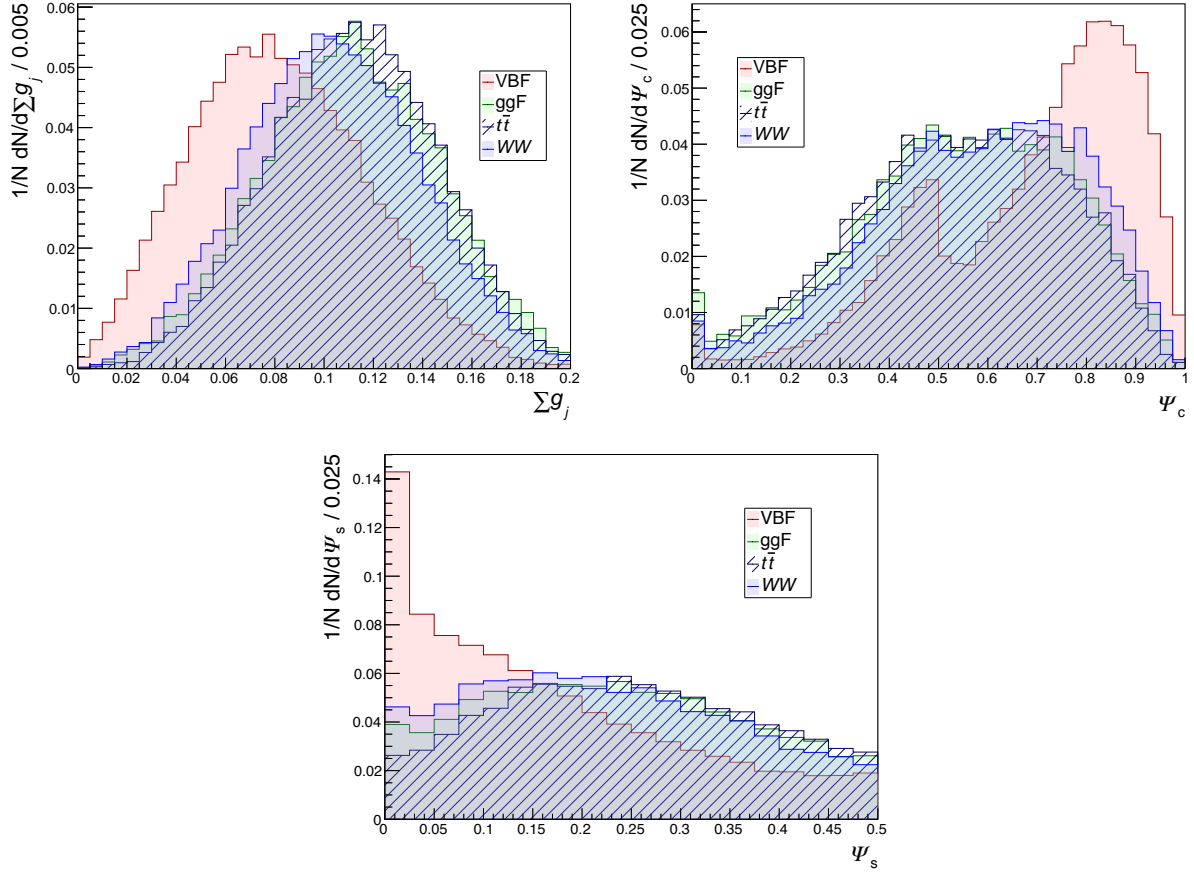 1/N dN/d∑g_j / 0.005
0.06
0.05
0.04
0.03
0.02
0.01
0
VBF
ggF
tt̄
WW
0 0.02 0.04 0.06 0.08 0.1 0.12 0.14 0.16 0.18 0.2
∑g_j
1/N dN/dΨ_c / 0.025
0.06
0.05
0.04
0.03
0.02
0.01
0
VBF
ggF
tt̄
WW
0 0.1 0.2 0.3 0.4 0.5 0.6 0.7 0.8 0.9 1
Ψ_c
1/N dN/dΨ_s / 0.025
0.14
0.12
0.1
0.08
0.06
0.04
0.02
0
VBF
ggF
tt̄
WW
0 0.05 0.1 0.15 0.2 0.25 0.3 0.35 0.4 0.45 0.5
Ψ_s